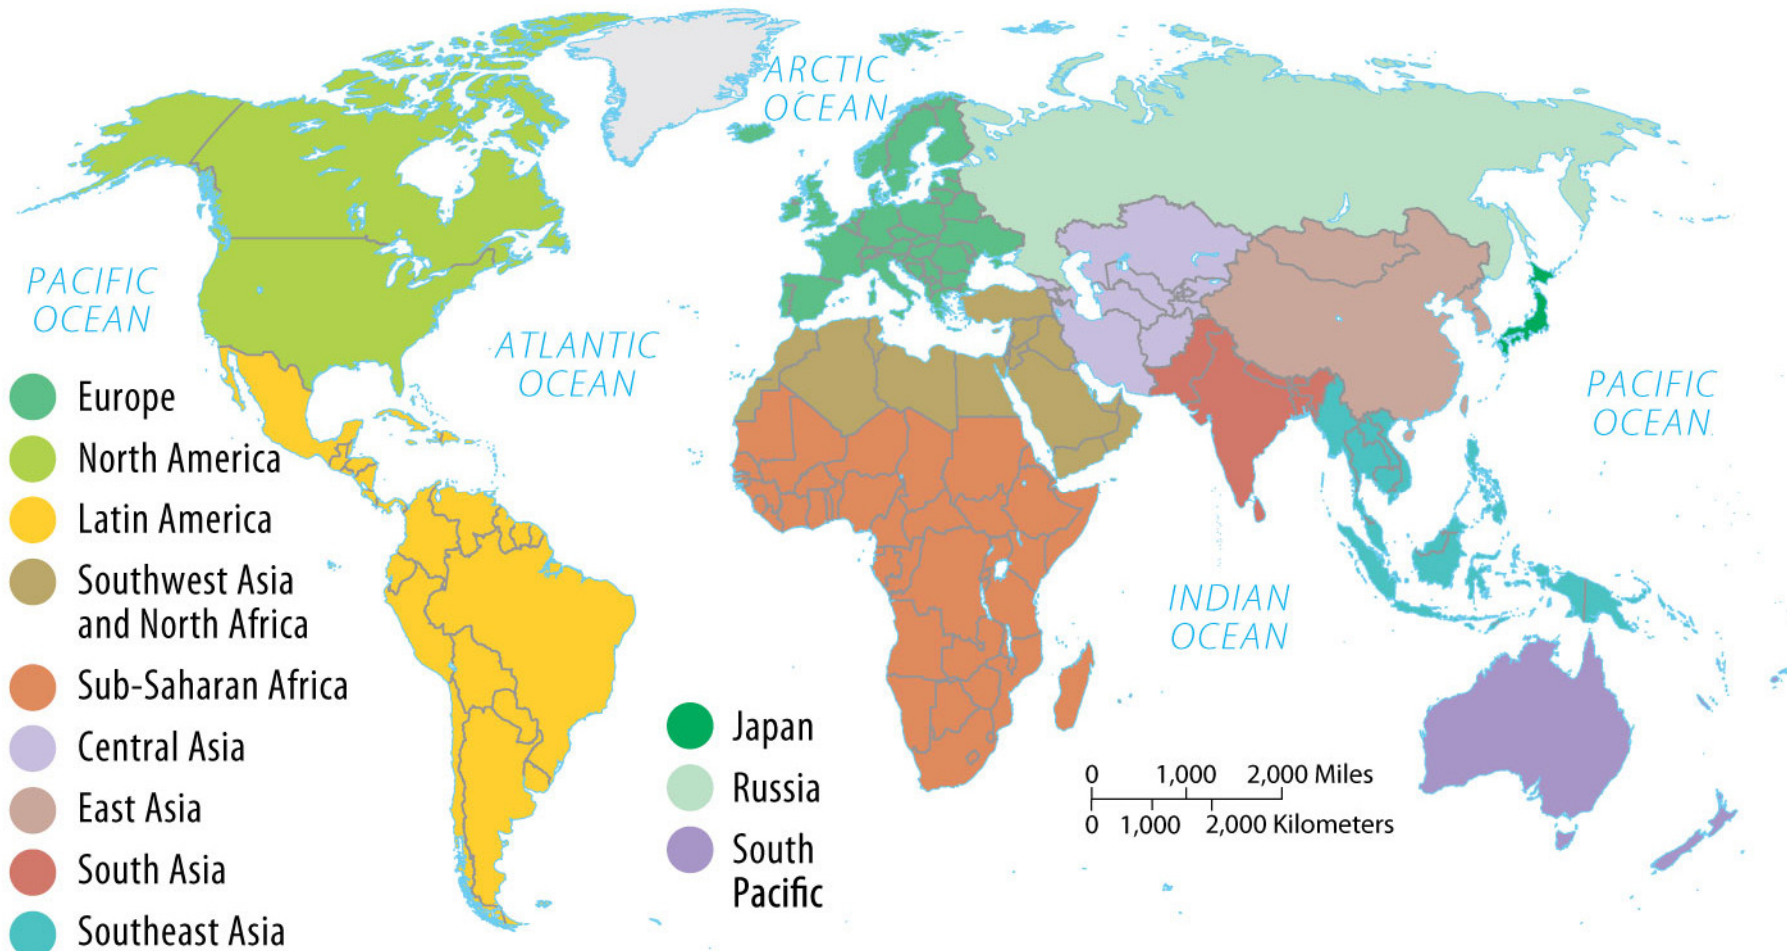 ARCTIC
OCEAN
PACIFIC
OCEAN
ATLANTIC
OCEAN
PACIFIC
OCEAN
INDIAN
OCEAN
Europe
North America
Latin America
Southwest Asia
and North Africa
Sub-Saharan Africa
Central Asia
East Asia
South Asia
Southeast Asia
Japan
Russia
South
Pacific
0 1,000 2,000 Miles
0 1,000 2,000 Kilometers